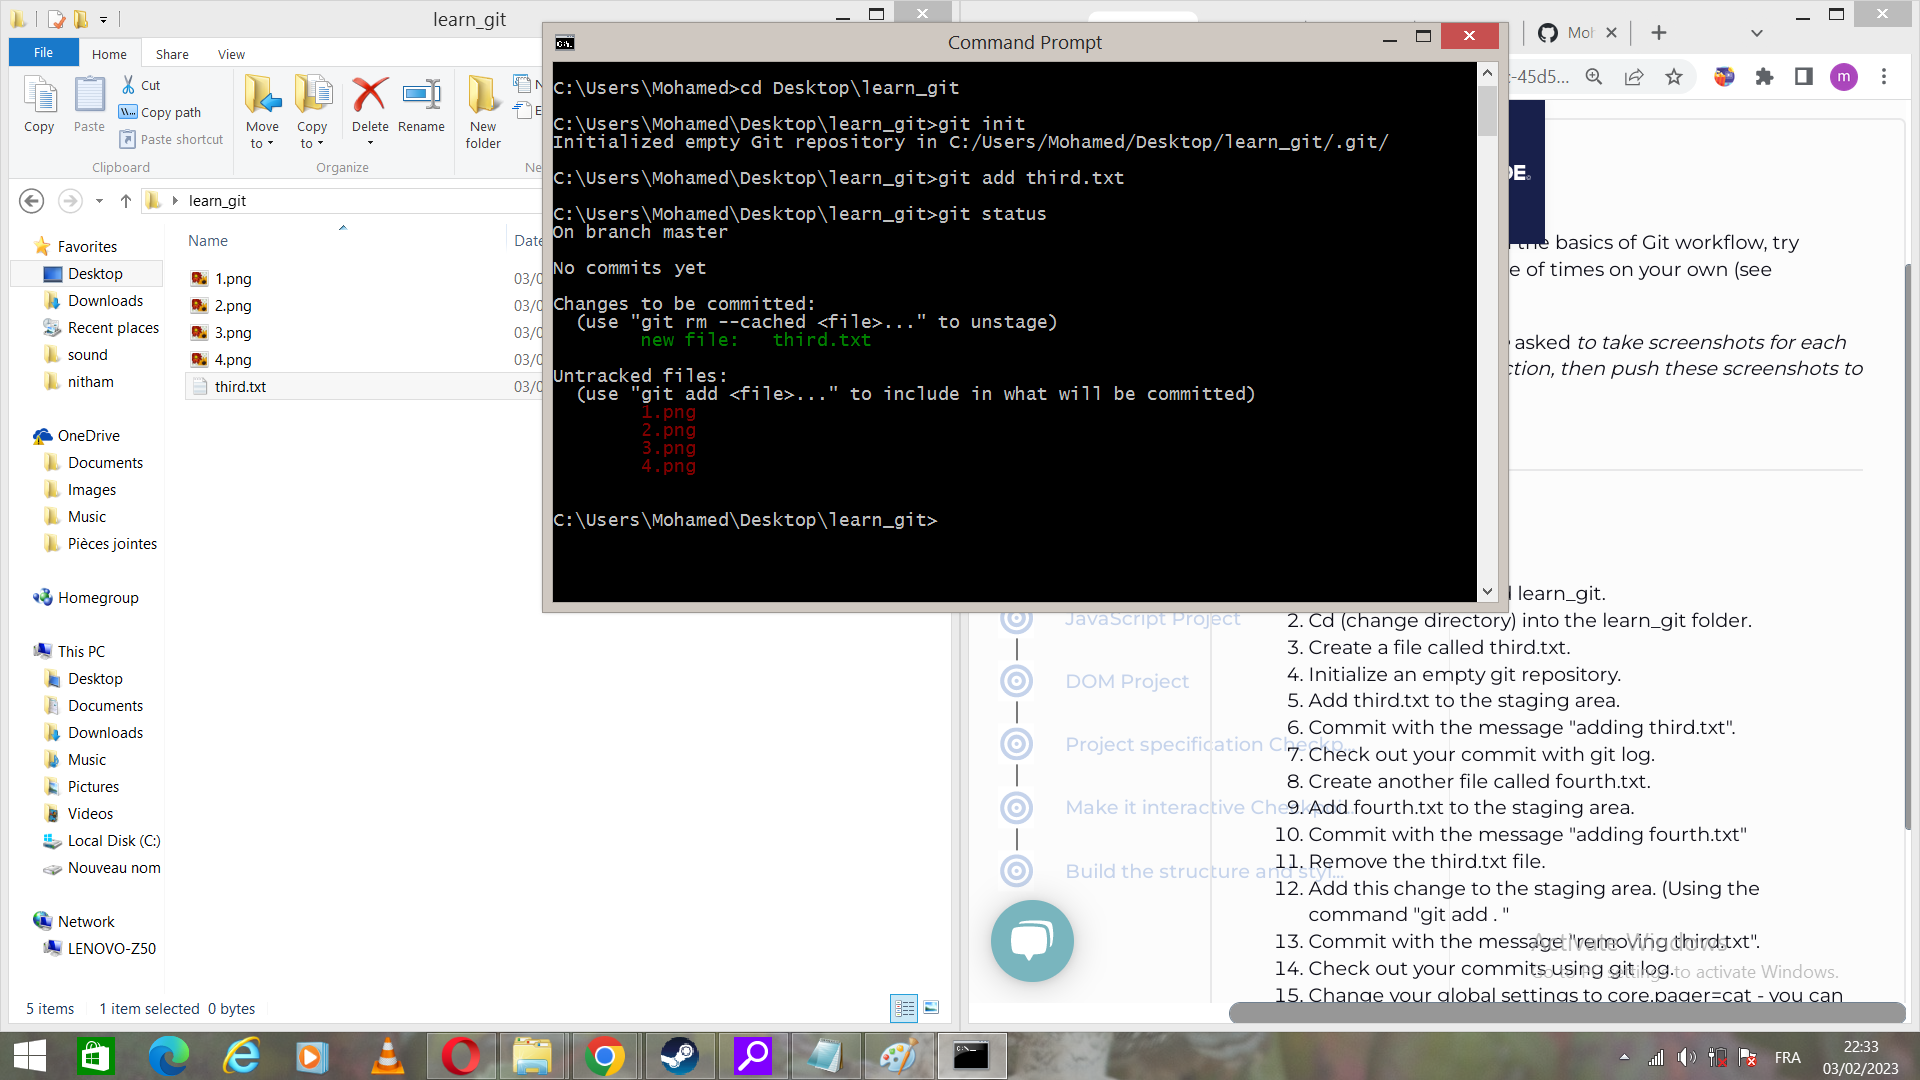 learn_git
File
Home
Share
View
Copy
Paste
Cut
Copy path
Paste shortcut
Clipboard
Move
to
Copy
to
Delete
Rename
Organize
New
folder
Ne
learn_git
Name
Date
1.png
03/0
2.png
03/0
3.png
03/0
4.png
03/0
third.txt
03/0
Favorites
Desktop
Downloads
Recent places
sound
nitham
OneDrive
Documents
Images
Music
Pièces jointes
Homegroup
This PC
Desktop
Documents
Downloads
Music
Pictures
Videos
Local Disk (C:)
Nouveau nom
Network
LENOVO-Z50
5 items
1 item selected 0 bytes
Command Prompt
C:\Users\Mohamed>cd Desktop\learn_git
C:\Users\Mohamed\Desktop\learn_git>git init
Initialized empty Git repository in C:/Users/Mohamed/Desktop/learn_git/.git/
C:\Users\Mohamed\Desktop\learn_git>git add third.txt
C:\Users\Mohamed\Desktop\learn_git>git status
On branch master
No commits yet
Changes to be committed:
(use "git rm --cached <file>..." to unstage)
new file: third.txt
Untracked files:
(use "git add <file>..." to include in what will be committed)
1.png
2.png
3.png
4.png
C:\Users\Mohamed\Desktop\learn_git>
Mol
-45d5...
m
DE
the basics of Git workflow, try
e of times on your own (see
asked to take screenshots for each
ction, then push these screenshots to
JavaScript Project
DOM Project
Project specification Checkp...
Make it interactive Checkpoi...
Build the structure and styl...
learn_git.
2. Cd (change directory) into the learn_git folder.
3. Create a file called third.txt.
4. Initialize an empty git repository.
5. Add third.txt to the staging area.
6. Commit with the message "adding third.txt".
7. Check out your commit with git log.
8. Create another file called fourth.txt.
9. Add fourth.txt to the staging area.
10. Commit with the message "adding fourth.txt"
11. Remove the third.txt file.
12. Add this change to the staging area. (Using the
command "git add . "
13. Commit with the message "removing third.txt".
14. Check out your commits using git log.
15. Change your global settings to core.pager=cat - you can
Activate Windows
Go to PC settings to activate Windows.
FRA
22:33
03/02/2023